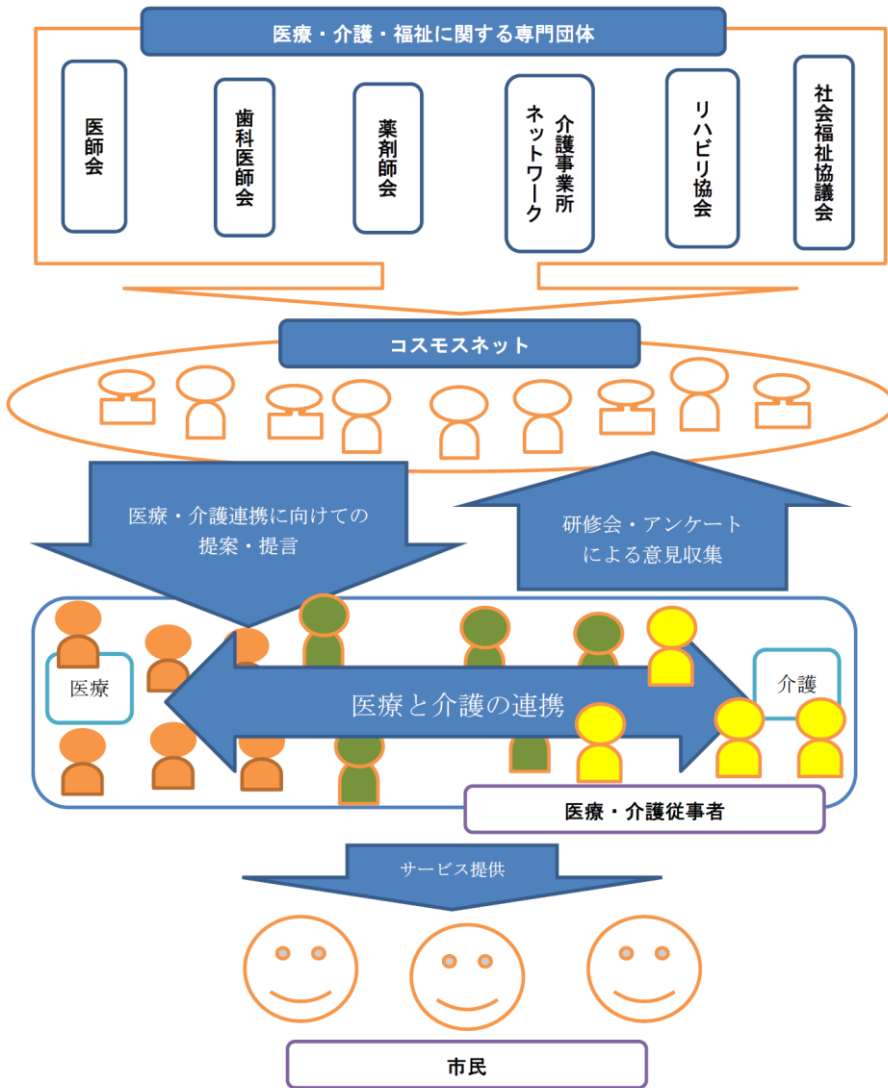 医療・介護・福祉に関する専門団体
医師会
歯科医師会
薬剤師会
介護事業所
ネットワーク
リハビリ協会
社会福祉協議会
コスモスネット
医療・介護連携に向けての
提案・提言
研修会・アンケート
による意見収集
医療
医療と介護の連携
介護
医療・介護従事者
サービス提供
市民